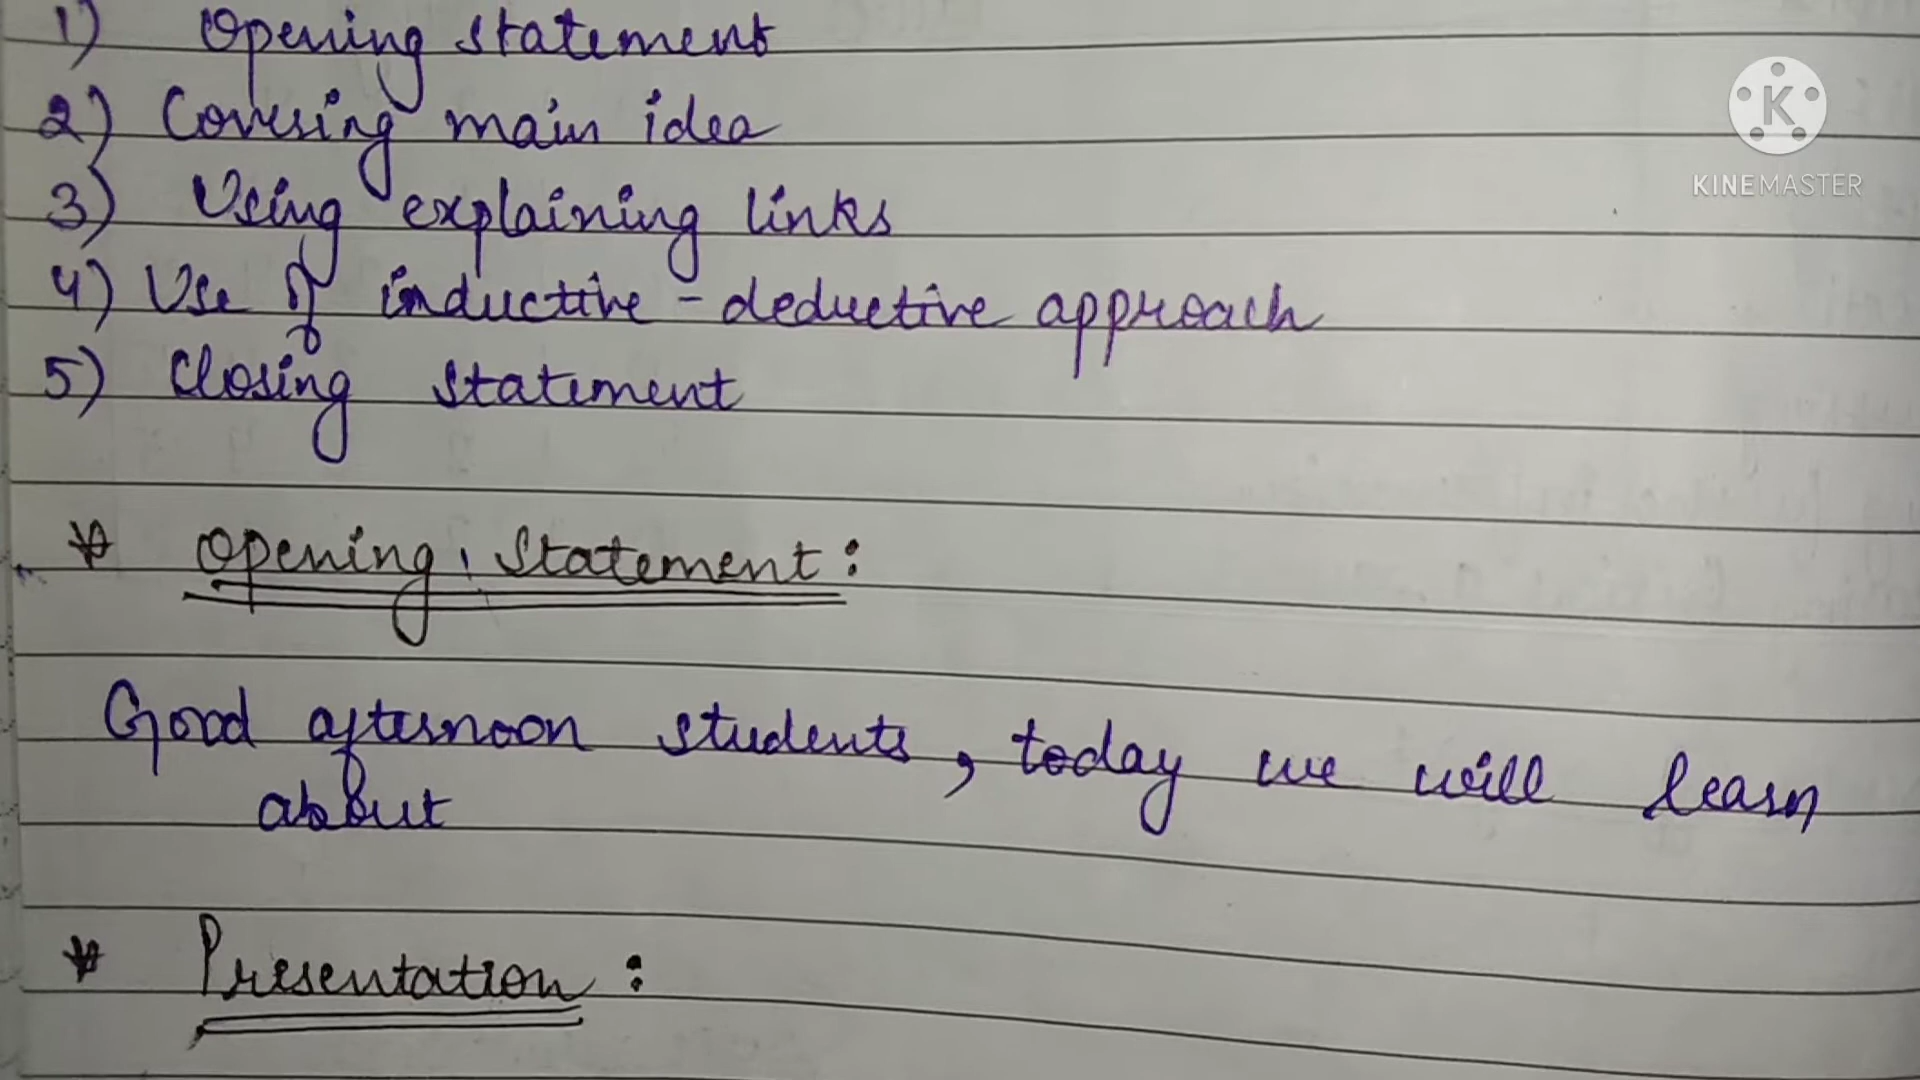 1) Opening statement
2) Covering main idea
3) Using explaining links
4) Use of inductive - deductive approach
5) Closing statement
* Opening Statement :
Good afternoon students, today we will learn
about
* Presentation :
K
KINEMASTER